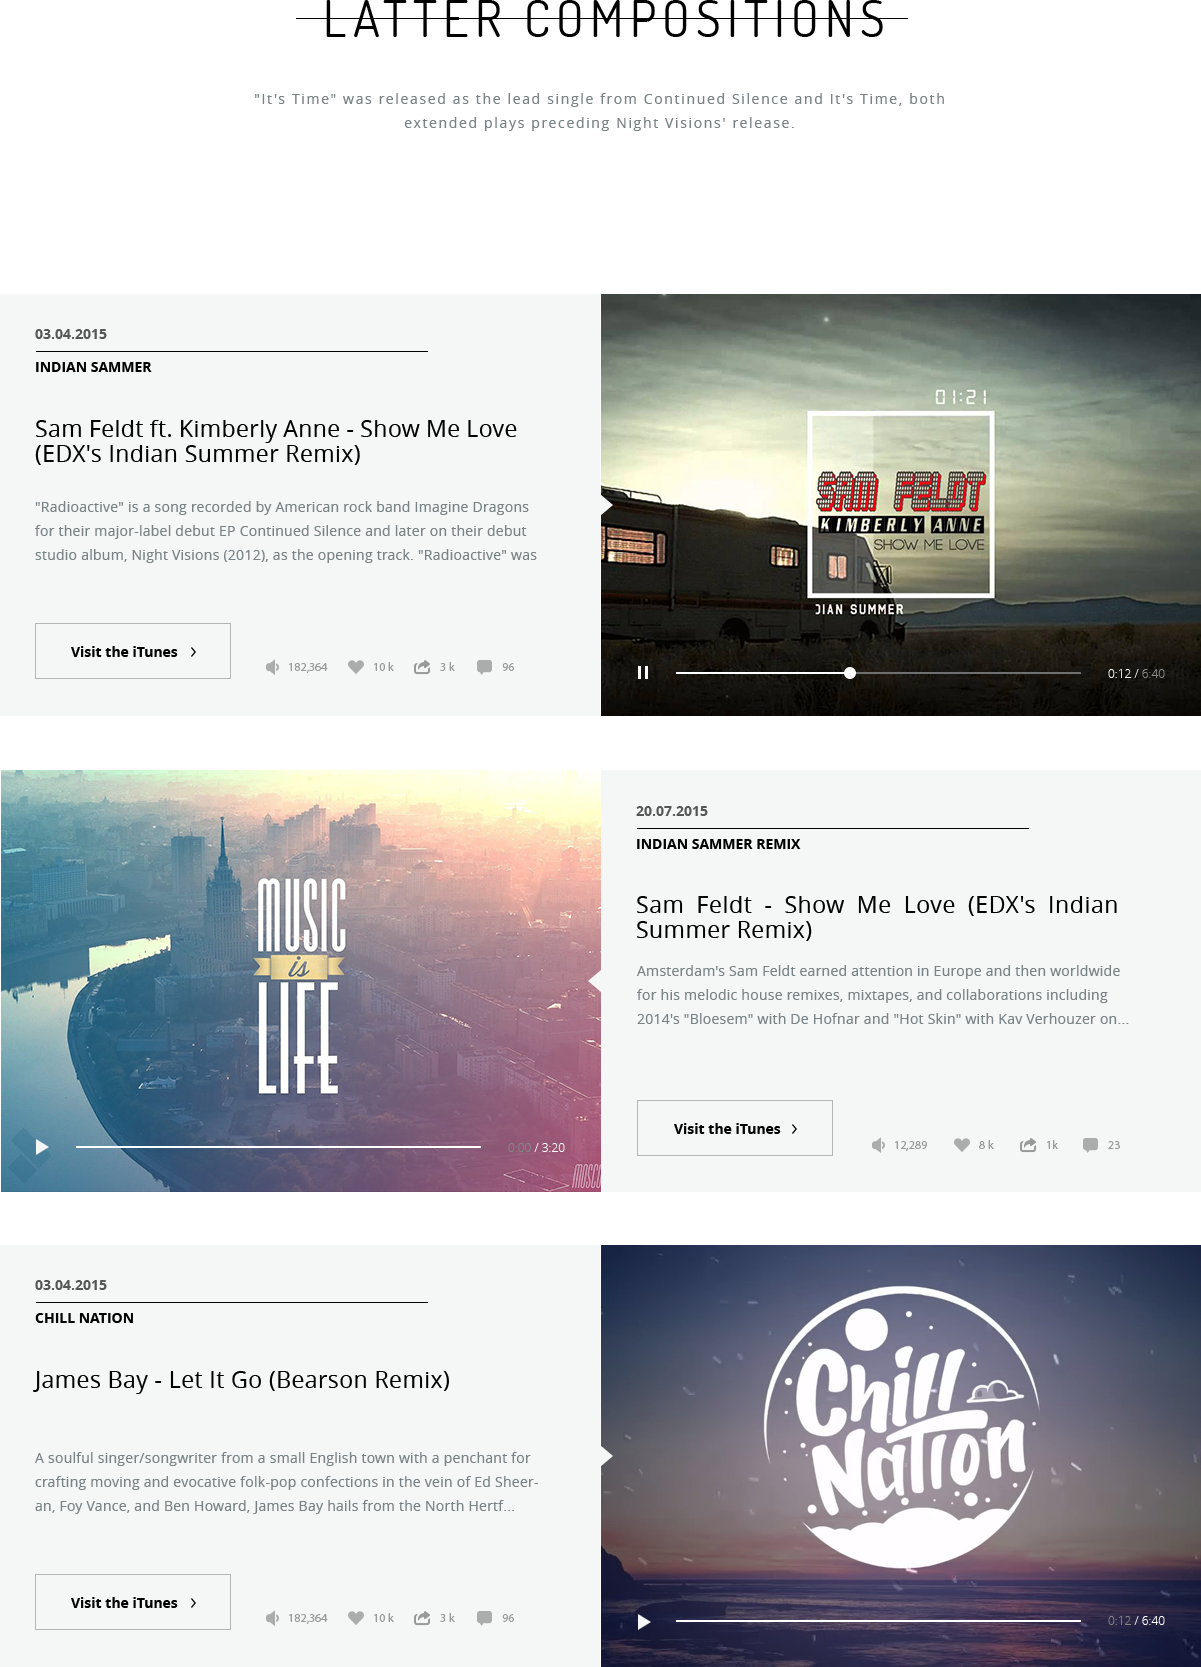 LATTER COMPOSITIONS
"It's Time" was released as the lead single from Continued Silence and It's Time, both
extended plays preceding Night Visions' release.
03.04.2015
INDIAN SAMMER
Sam Feldt ft. Kimberly Anne - Show Me Love
(EDX's Indian Summer Remix)
"Radioactive" is a song recorded by American rock band Imagine Dragons
for their major-label debut EP Continued Silence and later on their debut
studio album, Night Visions (2012), as the opening track. "Radioactive" was
Visit the iTunes >
182,364 10 k 3 k 96
01:21
SAM FELDT
KIMBERLY ANNE
SHOW ME LOVE
DIAN SUMMER
0:12 / 6:40
MUSIC
is
LIFE
0:00 / 3:20
MOSCO
20.07.2015
INDIAN SAMMER REMIX
Sam Feldt - Show Me Love (EDX's Indian
Summer Remix)
Amsterdam's Sam Feldt earned attention in Europe and then worldwide
for his melodic house remixes, mixtapes, and collaborations including
2014's "Bloesem" with De Hofnar and "Hot Skin" with Kav Verhouzer on...
Visit the iTunes >
12,289 8 k 1k 23
03.04.2015
CHILL NATION
James Bay - Let It Go (Bearson Remix)
A soulful singer/songwriter from a small English town with a penchant for
crafting moving and evocative folk-pop confections in the vein of Ed Sheer-
an, Foy Vance, and Ben Howard, James Bay hails from the North Hertf...
Visit the iTunes >
182,364 10 k 3 k 96
Chill
Nation
0:12 / 6:40